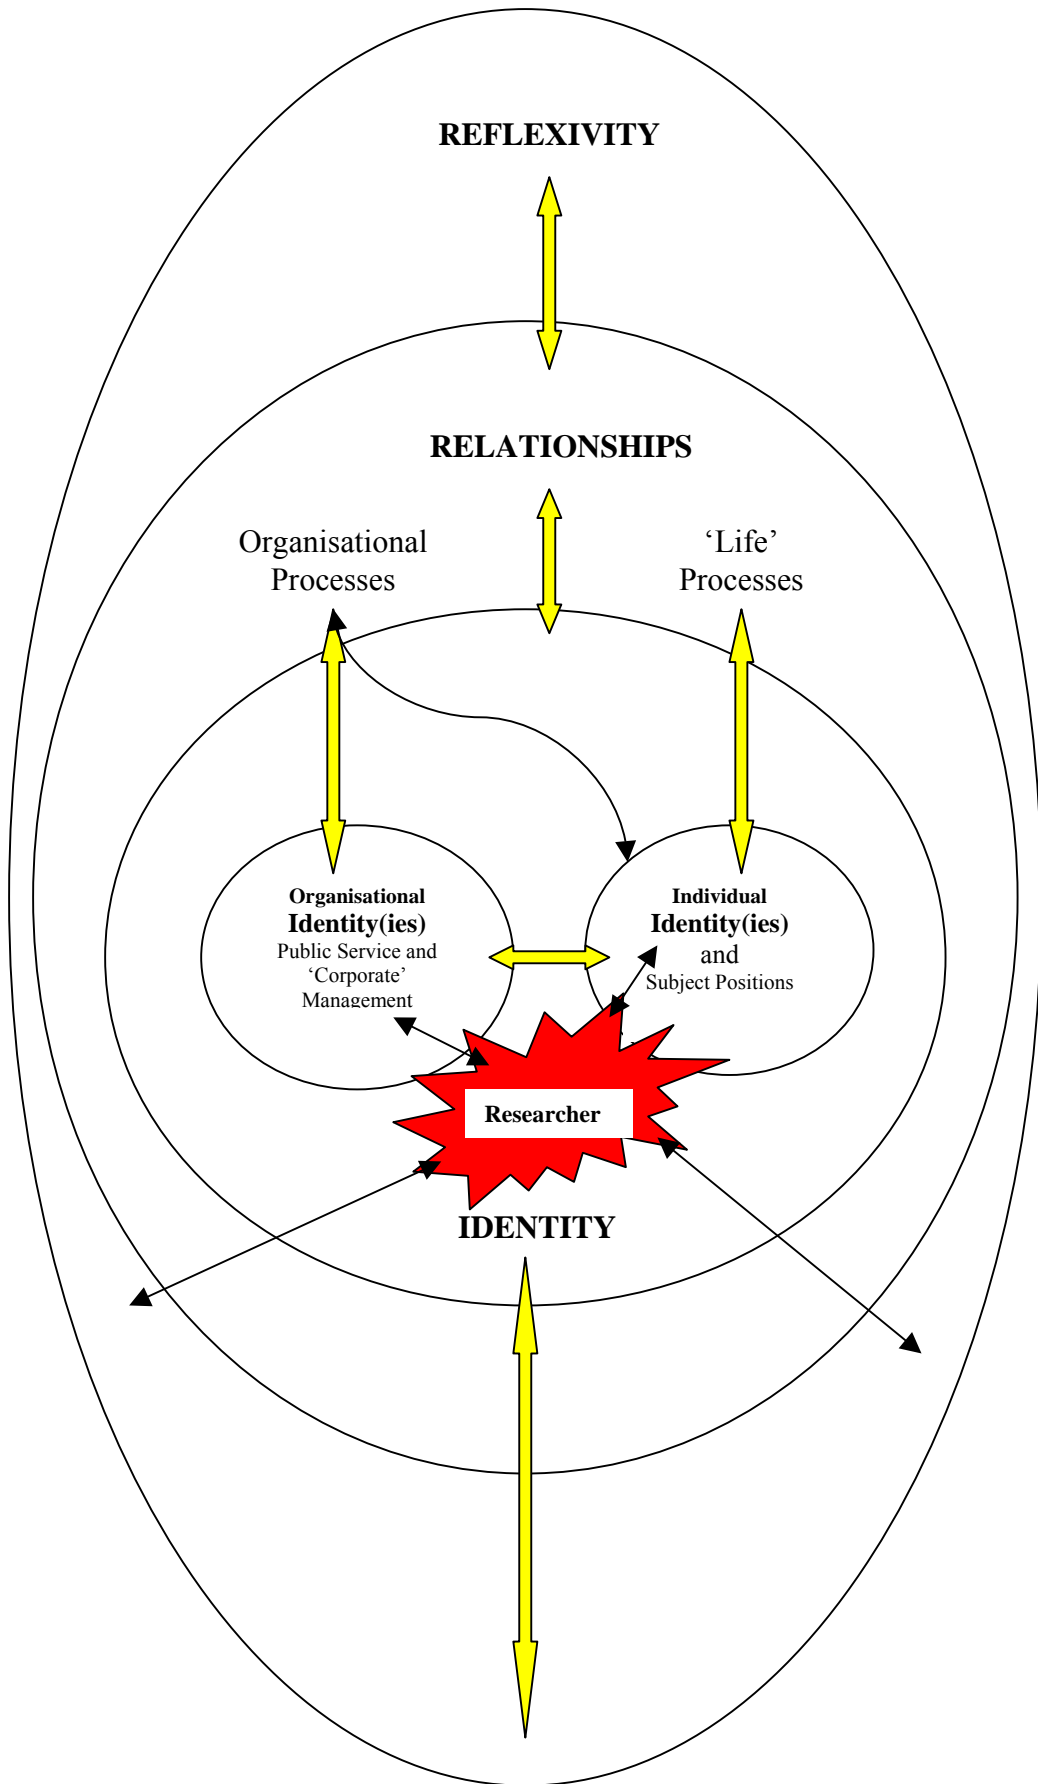 REFLEXIVITY
RELATIONSHIPS
Organisational
Processes
‘Life’
Processes
Organisational
Identity(ies)
Public Service and
‘Corporate’
Management
Individual
Identity(ies)
and
Subject Positions
Researcher
IDENTITY